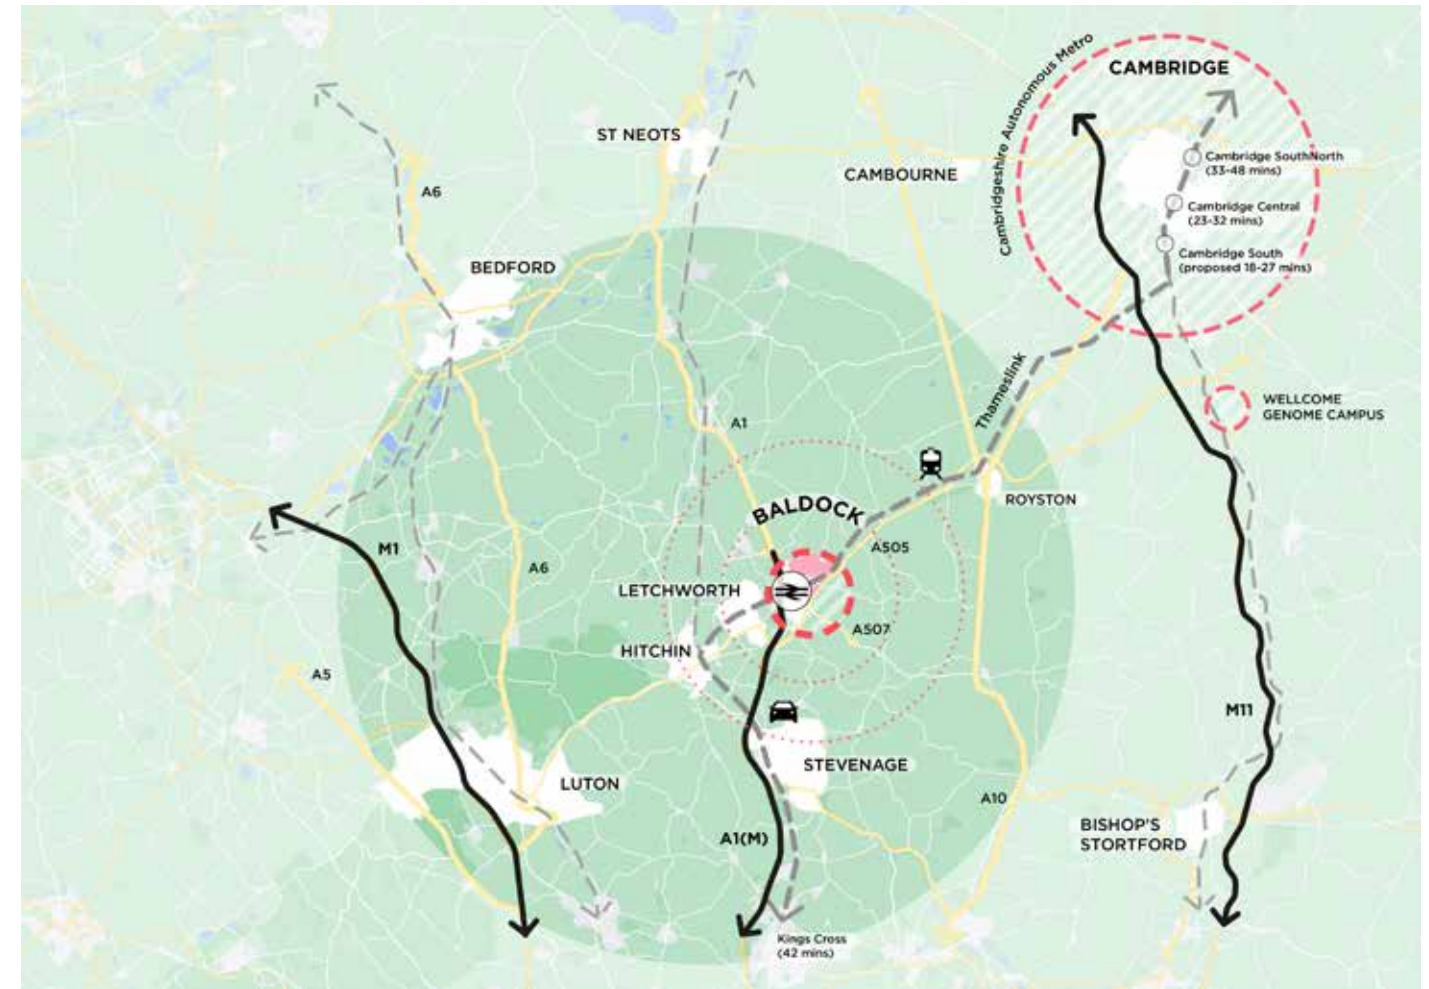 Cambridgeshire Autonomous Metro
CAMBRIDGE
ST NEOTS
Cambridge SouthNorth
(33-48 mins)
CAMBOURNE
A6
Cambridge Central
(23-32 mins)
Cambridge South
(proposed 18-27 mins)
BEDFORD
Thameslink
WELLCOME
GENOME CAMPUS
A1
ROYSTON
BALDOCK
M1
A505
A6
LETCHWORTH
A507
HITCHIN
A5
M11
STEVENAGE
LUTON
A10
BISHOP'S
STORTFORD
A1(M)
Kings Cross
(42 mins)